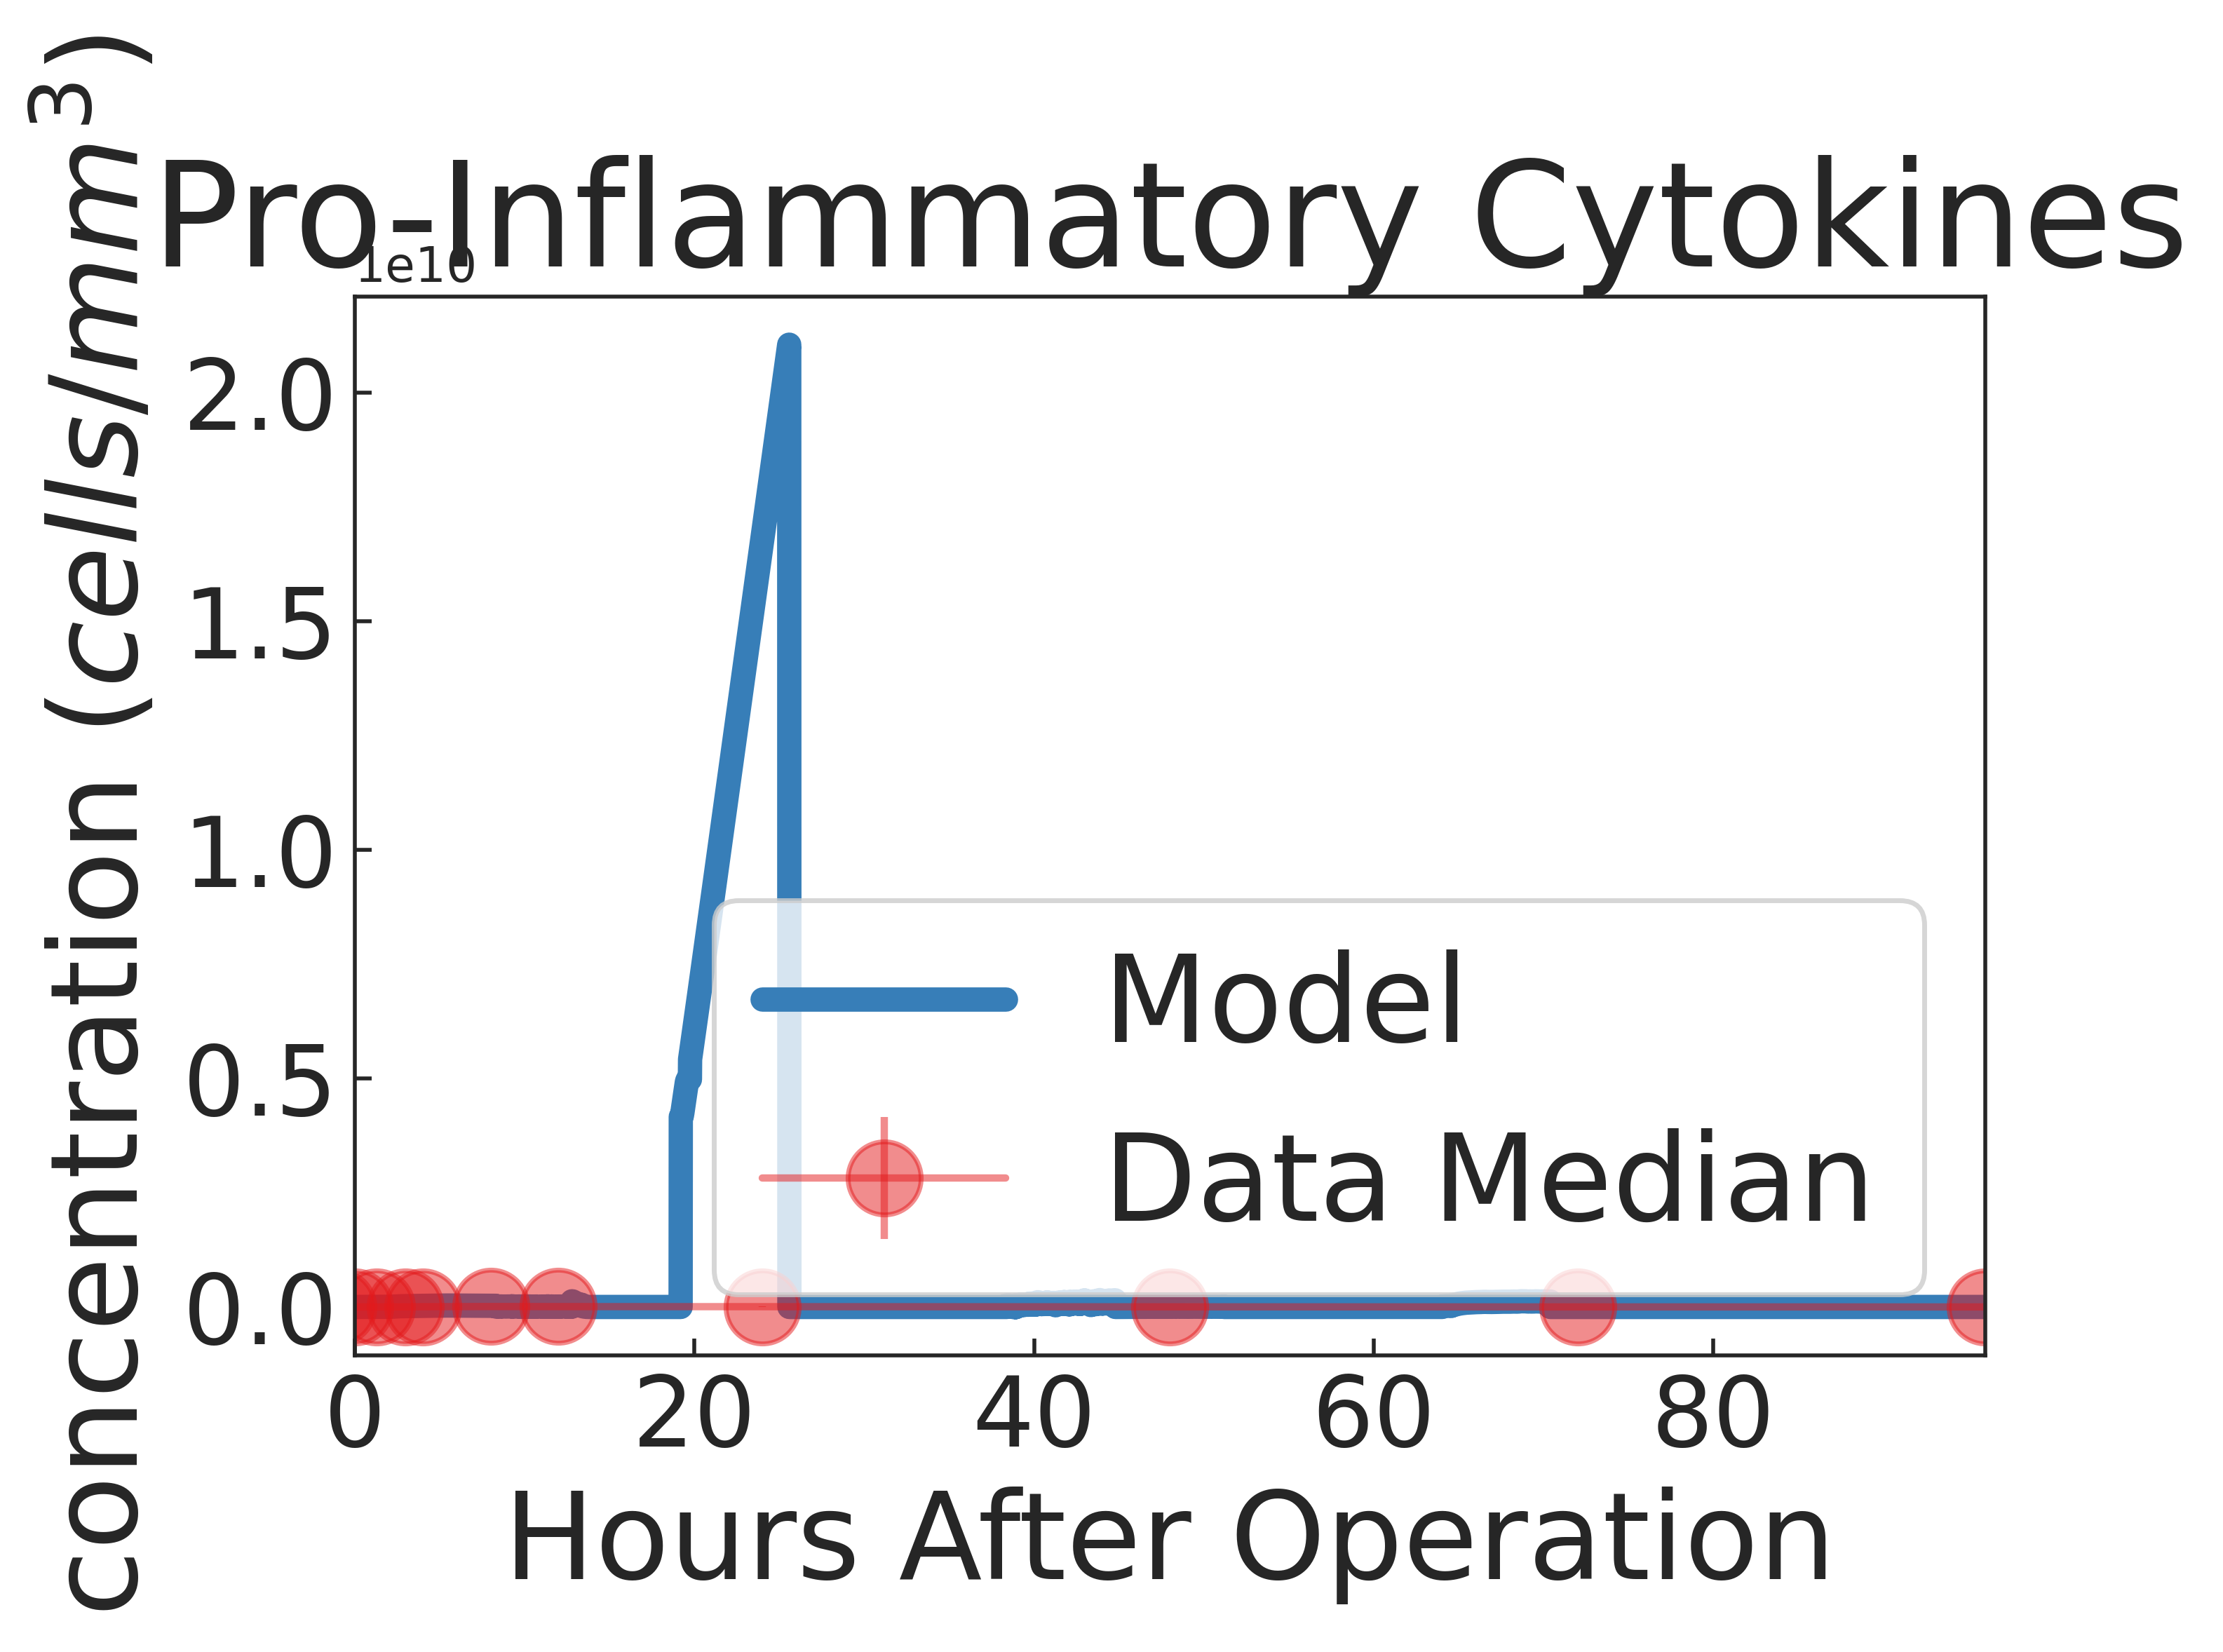 Pro-Inflammatory Cytokines
1e10
concentration (cells/mm³)
2.0
1.5
1.0
0.5
0.0
Model
Data Median
0 20 40 60 80
Hours After Operation